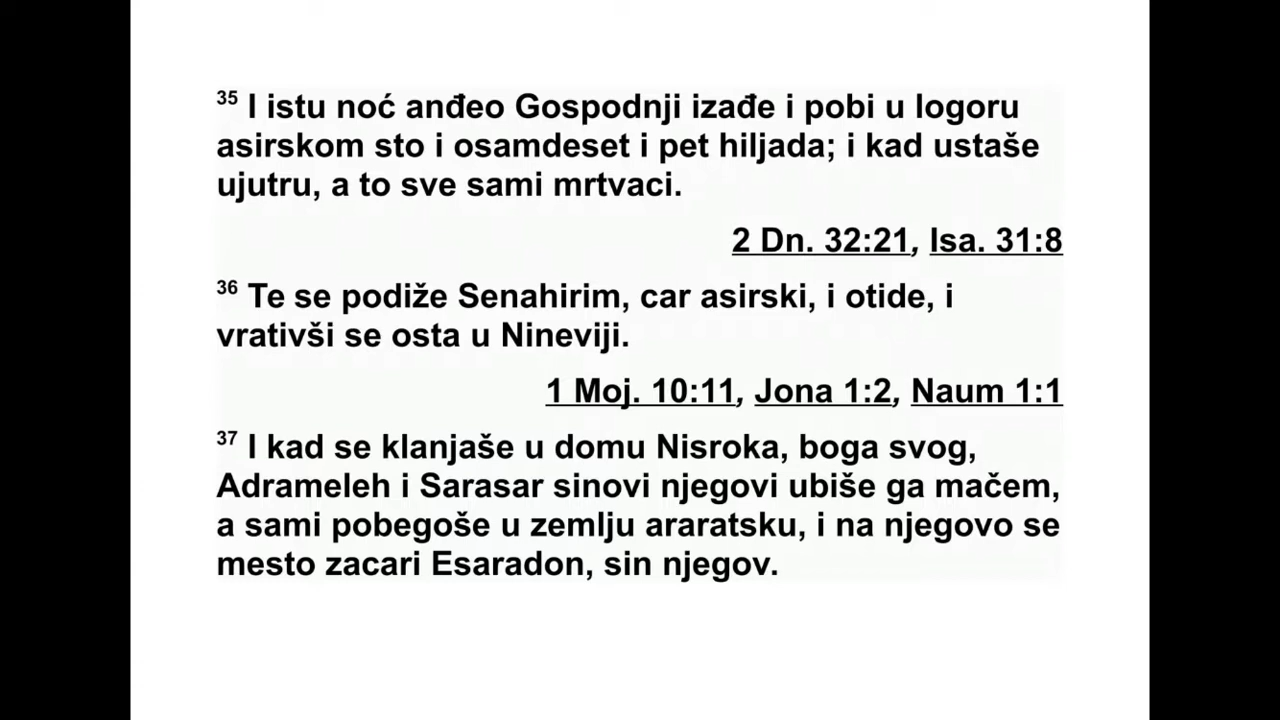 35 I istu noć anđeo Gospodnji izađe i pobi u logoru
asirskom sto i osamdeset i pet hiljada; i kad ustaše
ujutru, a to sve sami mrtvaci.
2 Dn. 32:21, Isa. 31:8
36 Te se podiže Senahirim, car asirski, i otide, i
vrativši se osta u Nineviji.
1 Moj. 10:11, Jona 1:2, Naum 1:1
37 I kad se klanjaše u domu Nisroka, boga svog,
Adrameleh i Sarasar sinovi njegovi ubiše ga mačem,
a sami pobegoše u zemlju araratsku, i na njegovo se
mesto zacari Esaradon, sin njegov.